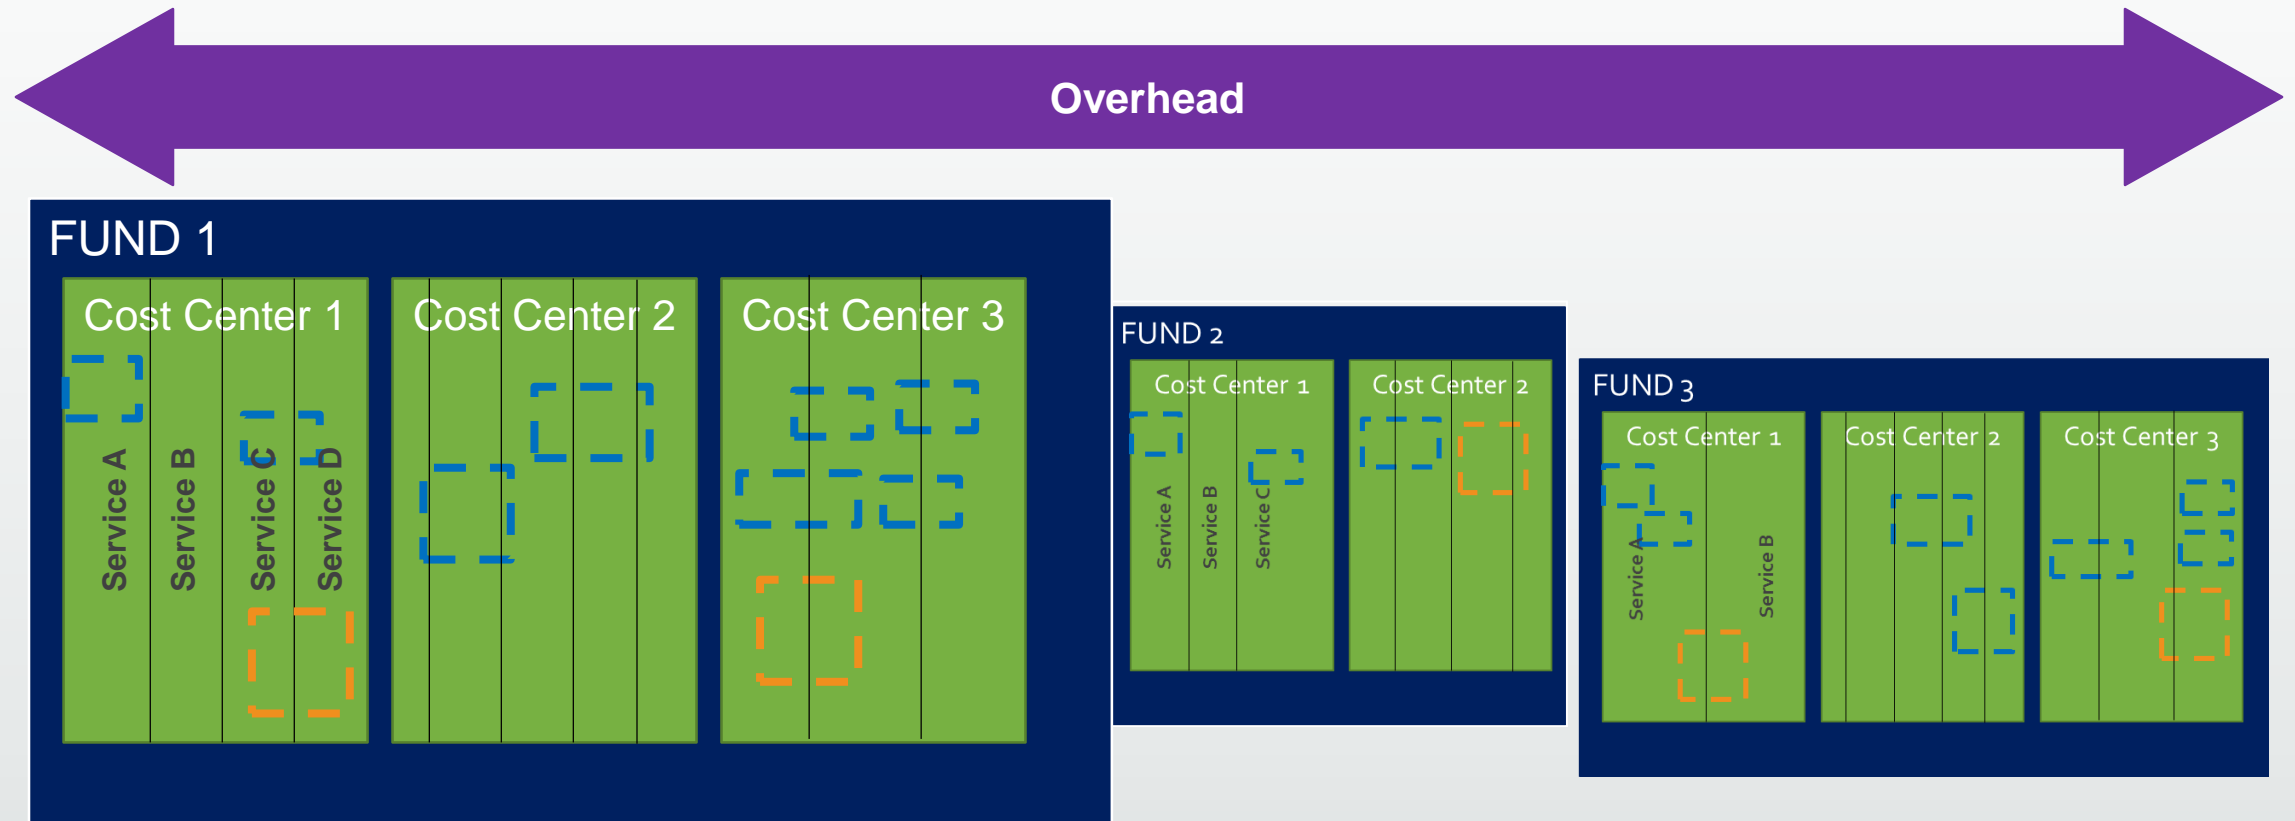 Overhead
FUND 1
Cost Center 1
Service A
Service B
Service C
Service D
Cost Center 2
Cost Center 3
FUND 2
Cost Center 1
Service A
Service B
Service C
Cost Center 2
FUND 3
Cost Center 1
Service A
Service B
Cost Center 2
Cost Center 3